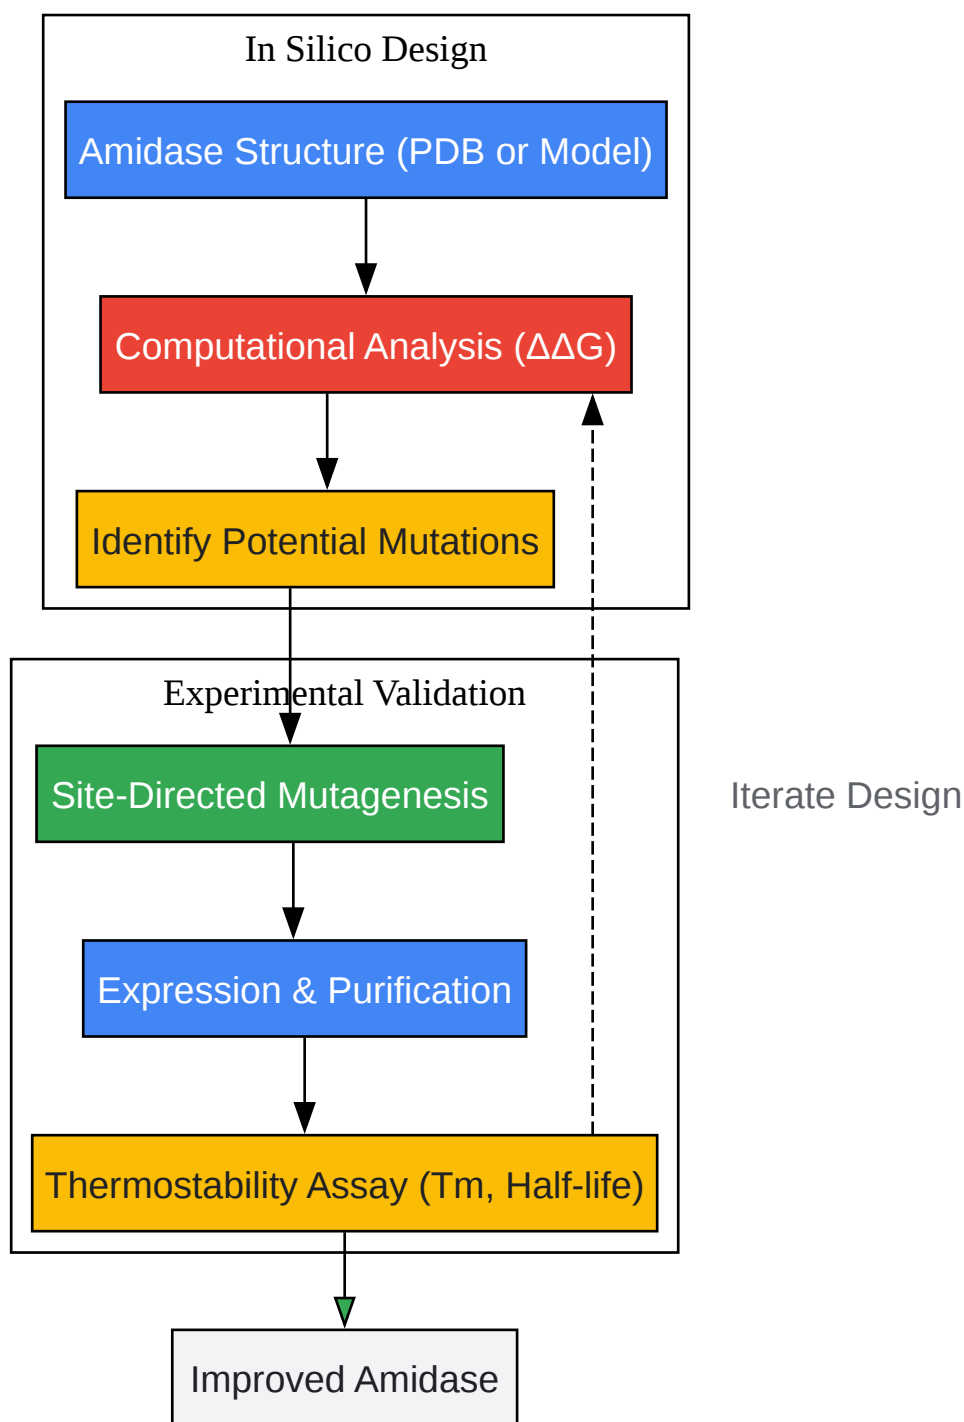 In Silico Design
Amidase Structure (PDB or Model)
Computational Analysis (ΔΔG)
Identify Potential Mutations
Experimental Validation
Site-Directed Mutagenesis
Iterate Design
Expression & Purification
Thermostability Assay (Tm, Half-life)
Improved Amidase